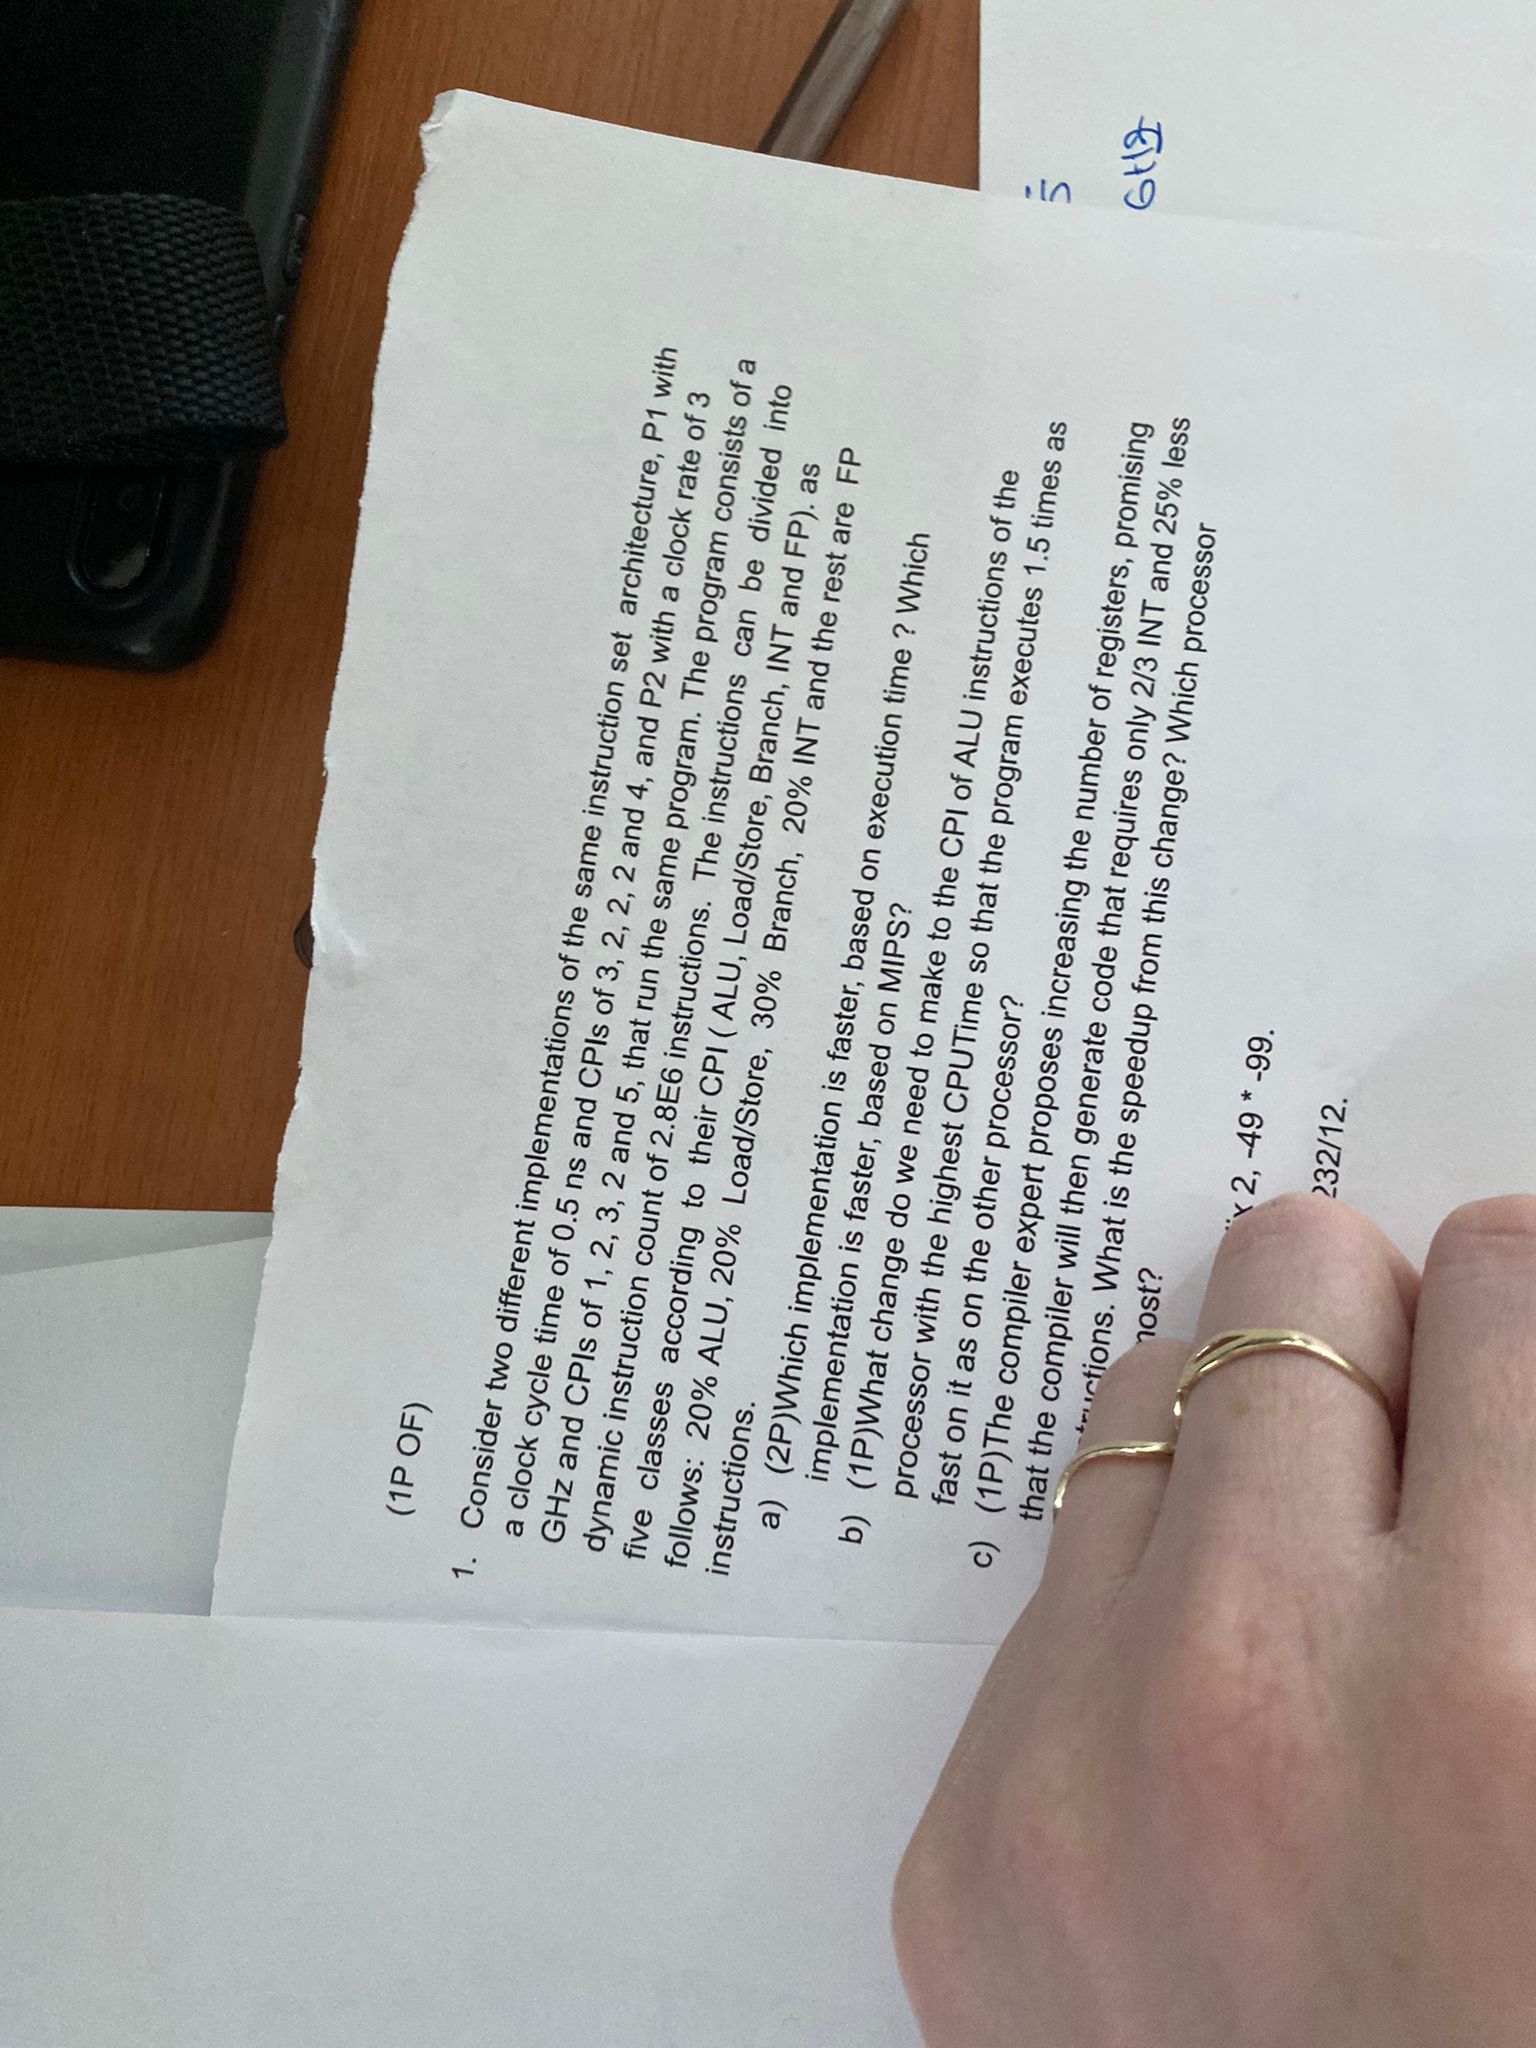 (1P OF)
1. Consider two different implementations of the same instruction set architecture, P1 with
a clock cycle time of 0.5 ns and CPIs of 3, 2, 2, 2 and 4, and P2 with a clock rate of 3
GHz and CPIs of 1, 2, 3, 2 and 5, that run the same program. The program consists of a
dynamic instruction count of 2.8E6 instructions. The instructions can be divided into
five classes according to their CPI ( ALU, Load/Store, Branch, INT and FP). as
follows: 20% ALU, 20% Load/Store, 30% Branch, 20% INT and the rest are FP
instructions.
a) (2P)Which implementation is faster, based on execution time ? Which
implementation is faster, based on MIPS?
b) (1P)What change do we need to make to the CPI of ALU instructions of the
processor with the highest CPUTime so that the program executes 1.5 times as
fast on it as on the other processor?
c) (1P)The compiler expert proposes increasing the number of registers, promising
that the compiler will then generate code that requires only 2/3 INT and 25% less
What is the speedup from this change? Which processor
2, -49 * -99.
232/12.
5
6+12